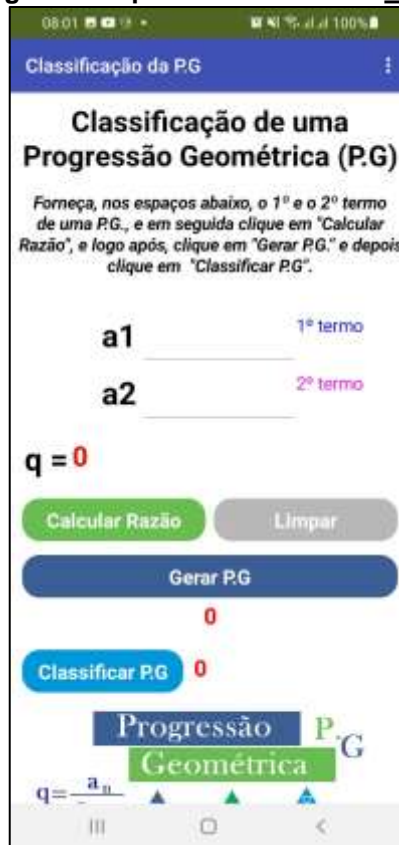 08:01 100%
Classificação da P.G
Classificação de uma
Progressão Geométrica (P.G)
Forneça, nos espaços abaixo, o 1º e o 2º termo
de uma P.G., e em seguida clique em "Calcular
Razão", e logo após, clique em "Gerar P.G." e depois
clique em "Classificar P.G".
a1 1º termo
a2 2º termo
q = 0
Calcular Razão Limpar
Gerar P.G
0
Classificar P.G 0
Progressão P.G
Geométrica
q= an